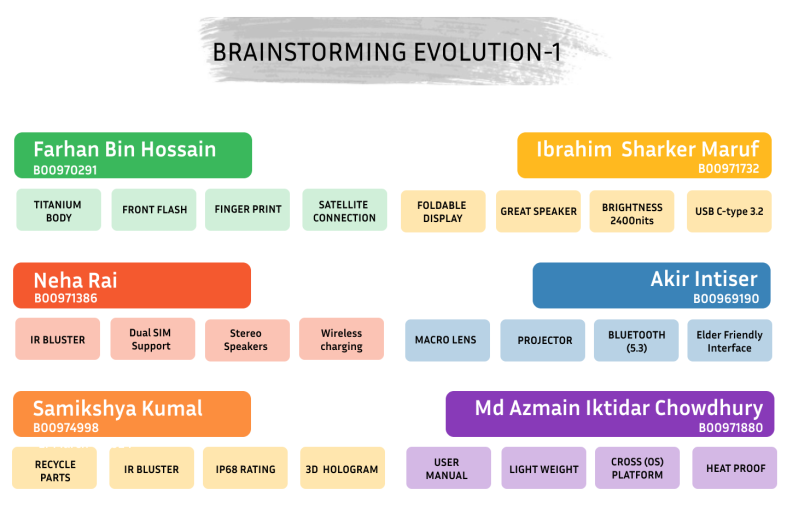 BRAINSTORMING EVOLUTION-1
Farhan Bin Hossain
B00970291
TITANIUM
BODY
FRONT FLASH
FINGER PRINT
SATELLITE
CONNECTION
Ibrahim Sharker Maruf
B00971732
FOLDABLE
DISPLAY
GREAT SPEAKER
BRIGHTNESS
2400nits
USB C-type 3.2
Neha Rai
B00971386
IR BLUSTER
Dual SIM
Support
Stereo
Speakers
Wireless
charging
Akir Intiser
B00969190
MACRO LENS
PROJECTOR
BLUETOOTH
(5.3)
Elder Friendly
Interface
Samikshya Kumal
B00974998
RECYCLE
PARTS
IR BLUSTER
IP68 RATING
3D HOLOGRAM
Md Azmain Iktidar Chowdhury
B00971880
USER
MANUAL
LIGHT WEIGHT
CROSS (OS)
PLATFORM
HEAT PROOF